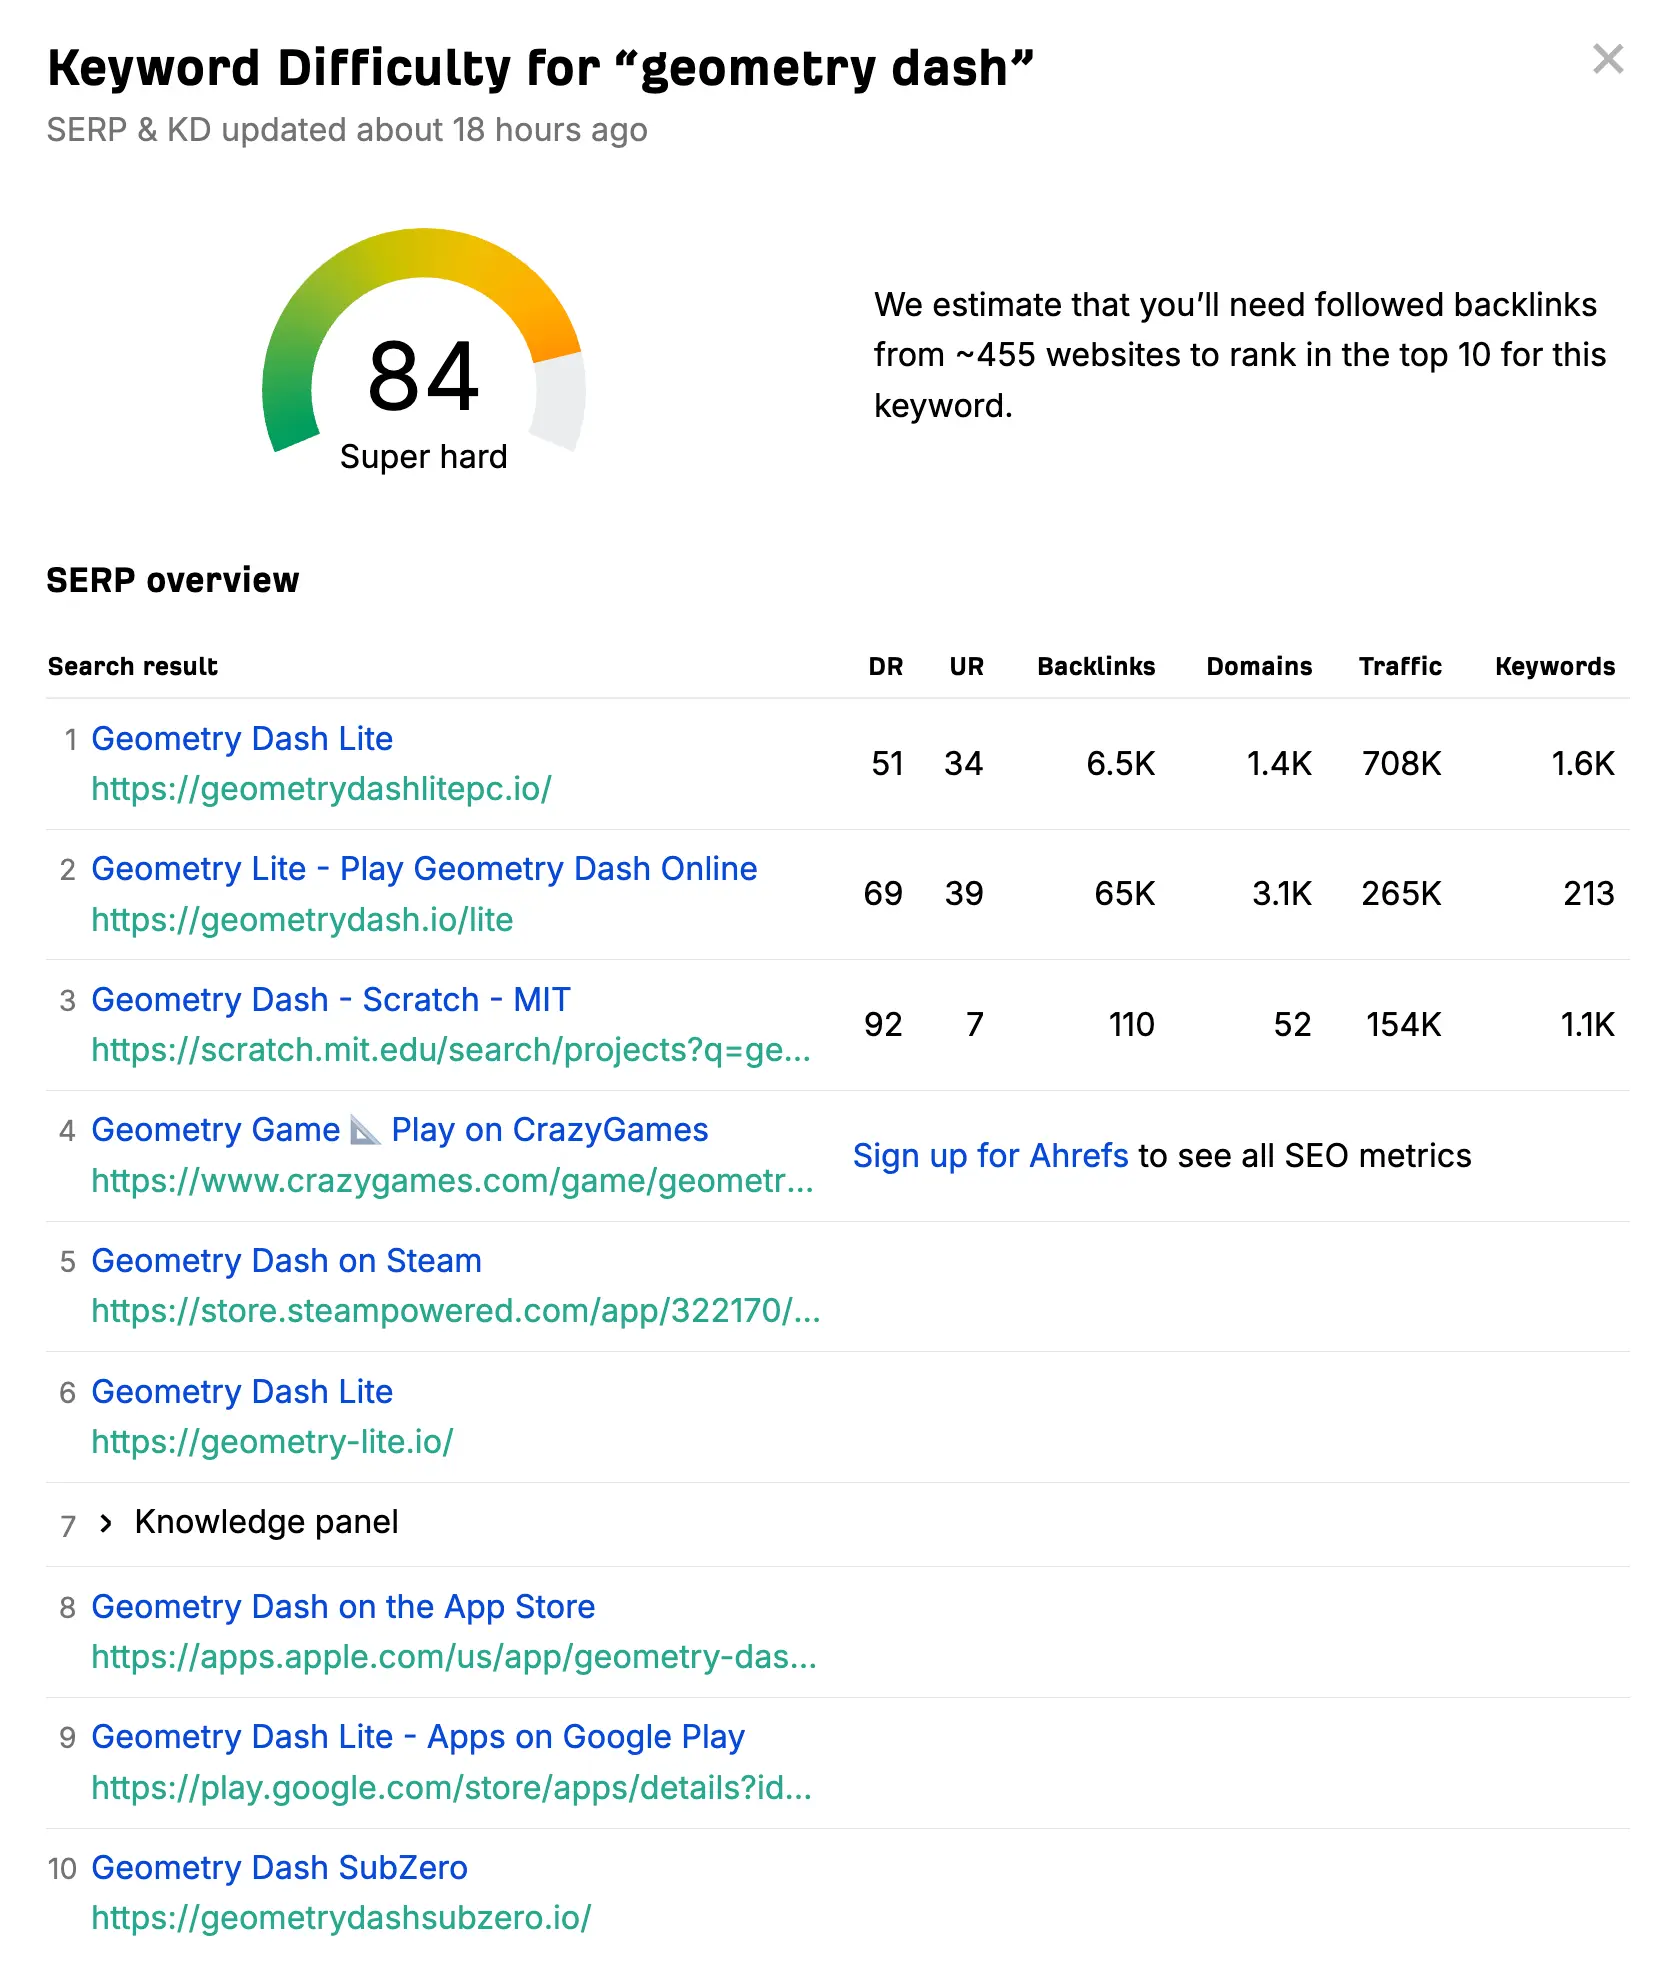 Keyword Difficulty for “geometry dash”
SERP & KD updated about 18 hours ago
84
Super hard
We estimate that you’ll need followed backlinks
from ~455 websites to rank in the top 10 for this
keyword.
SERP overview
Search result DR UR Backlinks Domains Traffic Keywords
1 Geometry Dash Lite
https://geometrydashlitepc.io/
51 34 6.5K 1.4K 708K 1.6K
2 Geometry Lite - Play Geometry Dash Online
https://geometrydash.io/lite
69 39 65K 3.1K 265K 213
3 Geometry Dash - Scratch - MIT
https://scratch.mit.edu/search/projects?q=ge...
92 7 110 52 154K 1.1K
4 Geometry Game 📐 Play on CrazyGames
https://www.crazygames.com/game/geometr...
Sign up for Ahrefs to see all SEO metrics
5 Geometry Dash on Steam
https://store.steampowered.com/app/322170/...
6 Geometry Dash Lite
https://geometry-lite.io/
7 › Knowledge panel
8 Geometry Dash on the App Store
https://apps.apple.com/us/app/geometry-das...
9 Geometry Dash Lite - Apps on Google Play
https://play.google.com/store/apps/details?id...
10 Geometry Dash SubZero
https://geometrydashsubzero.io/